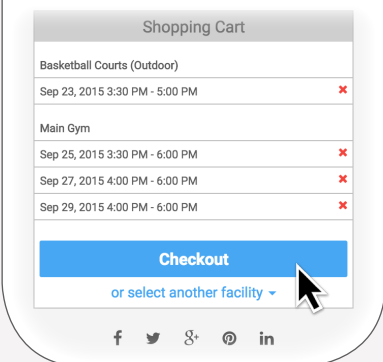 Shopping Cart
Basketball Courts (Outdoor)
Sep 23, 2015 3:30 PM - 5:00 PM
Main Gym
Sep 25, 2015 3:30 PM - 6:00 PM
Sep 27, 2015 4:00 PM - 6:00 PM
Sep 29, 2015 4:00 PM - 6:00 PM
Checkout
or select another facility